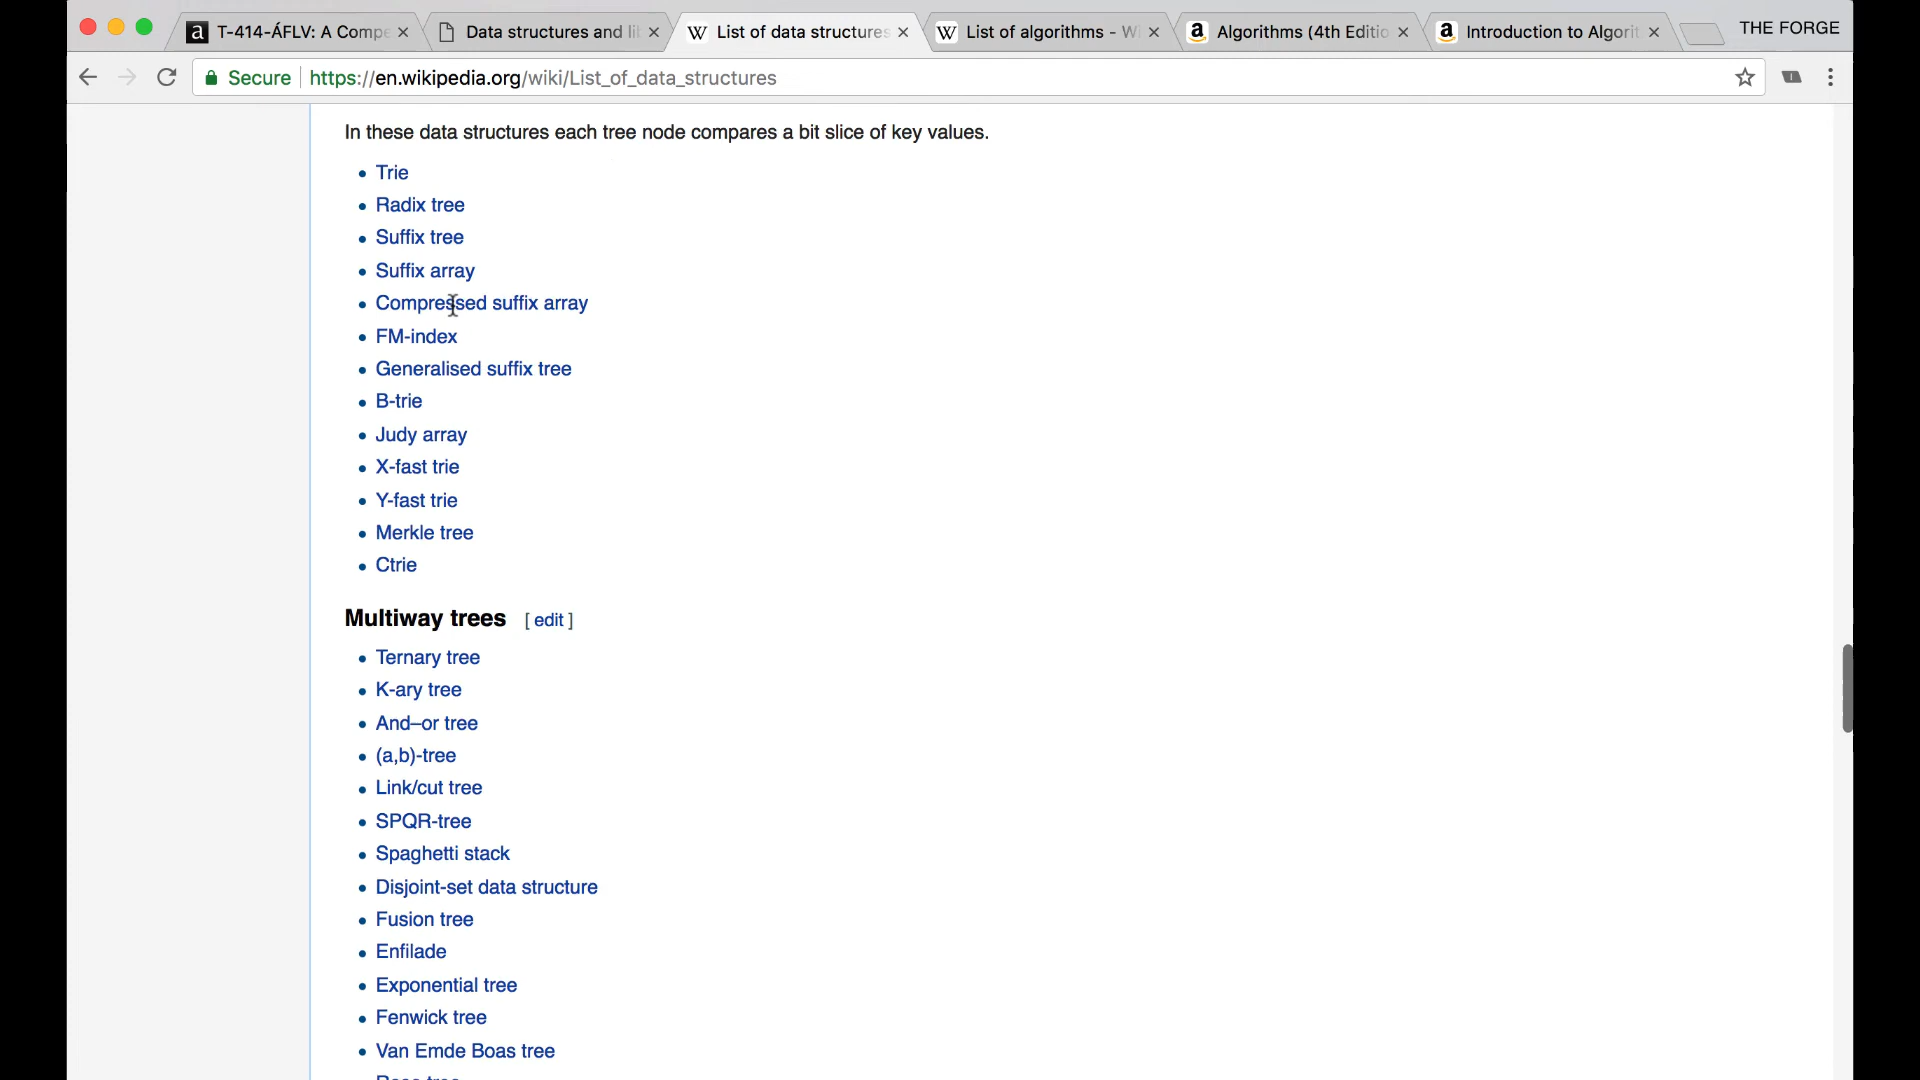 T-414-ÁFLV: A Compe
Data structures and li
List of data structures
List of algorithms - Wi
Algorithms (4th Editio
Introduction to Algorit
THE FORGE
Secure
https://en.wikipedia.org/wiki/List_of_data_structures
In these data structures each tree node compares a bit slice of key values.
Trie
Radix tree
Suffix tree
Suffix array
Compressed suffix array
FM-index
Generalised suffix tree
B-trie
Judy array
X-fast trie
Y-fast trie
Merkle tree
Ctrie
Multiway trees [ edit ]
Ternary tree
K-ary tree
And–or tree
(a,b)-tree
Link/cut tree
SPQR-tree
Spaghetti stack
Disjoint-set data structure
Fusion tree
Enfilade
Exponential tree
Fenwick tree
Van Emde Boas tree